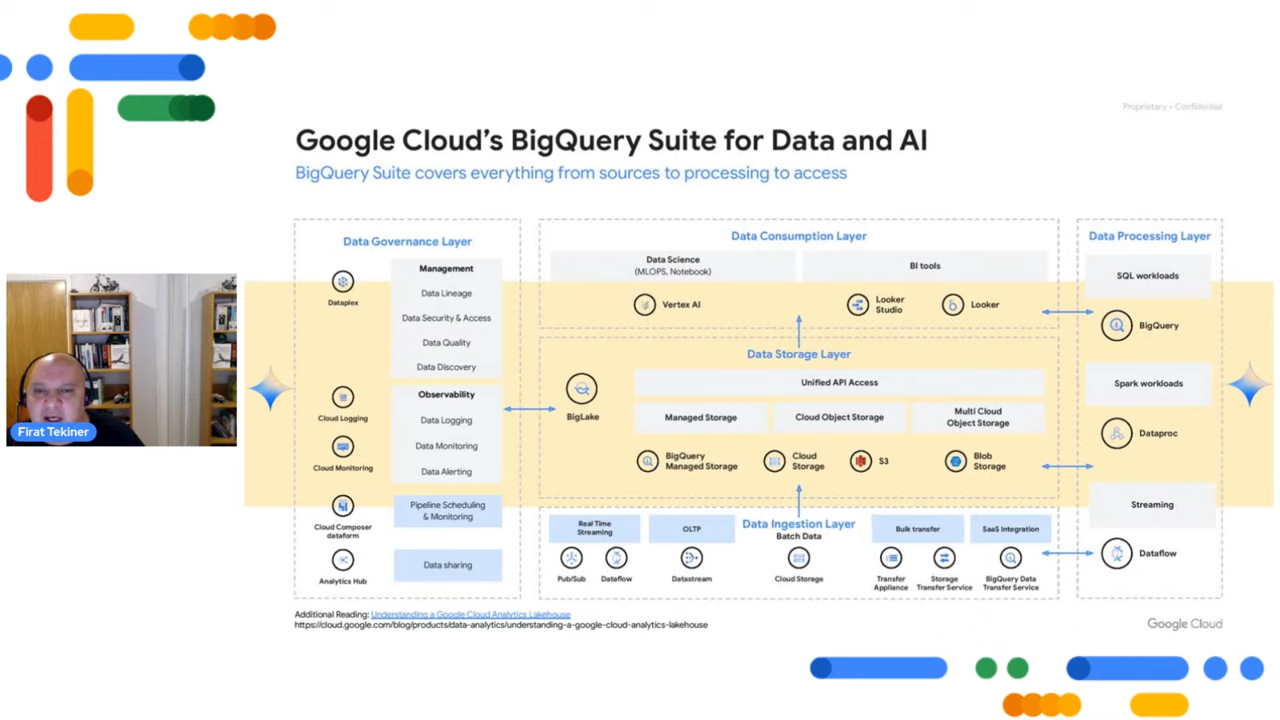 Proprietary + Confidential
Google Cloud's BigQuery Suite for Data and AI
BigQuery Suite covers everything from sources to processing to access
Data Governance Layer
Dataplex
Management
Data Lineage
Data Security & Access
Data Quality
Data Discovery
Cloud Logging
Cloud Monitoring
Observability
Data Logging
Data Monitoring
Data Alerting
Cloud Composer
dataform
Pipeline Scheduling
& Monitoring
Analytics Hub
Data sharing
Data Consumption Layer
Data Science
(MLOPS, Notebook)
BI tools
Vertex AI
Looker
Studio
Looker
Data Storage Layer
BigLake
Unified API Access
Managed Storage
Cloud Object Storage
Multi Cloud
Object Storage
BigQuery
Managed Storage
Cloud
Storage
S3
Blob
Storage
Data Ingestion Layer
Real Time
Streaming
OLTP
Batch Data
Bulk transfer
SaaS Integration
Pub/Sub
Dataflow
Datastream
Cloud Storage
Transfer
Appliance
Storage
Transfer Service
BigQuery Data
Transfer Service
Data Processing Layer
SQL workloads
BigQuery
Spark workloads
Dataproc
Streaming
Dataflow
Firat Tekiner
Additional Reading: Understanding a Google Cloud Analytics Lakehouse
https://cloud.google.com/blog/products/data-analytics/understanding-a-google-cloud-analytics-lakehouse
Google Cloud